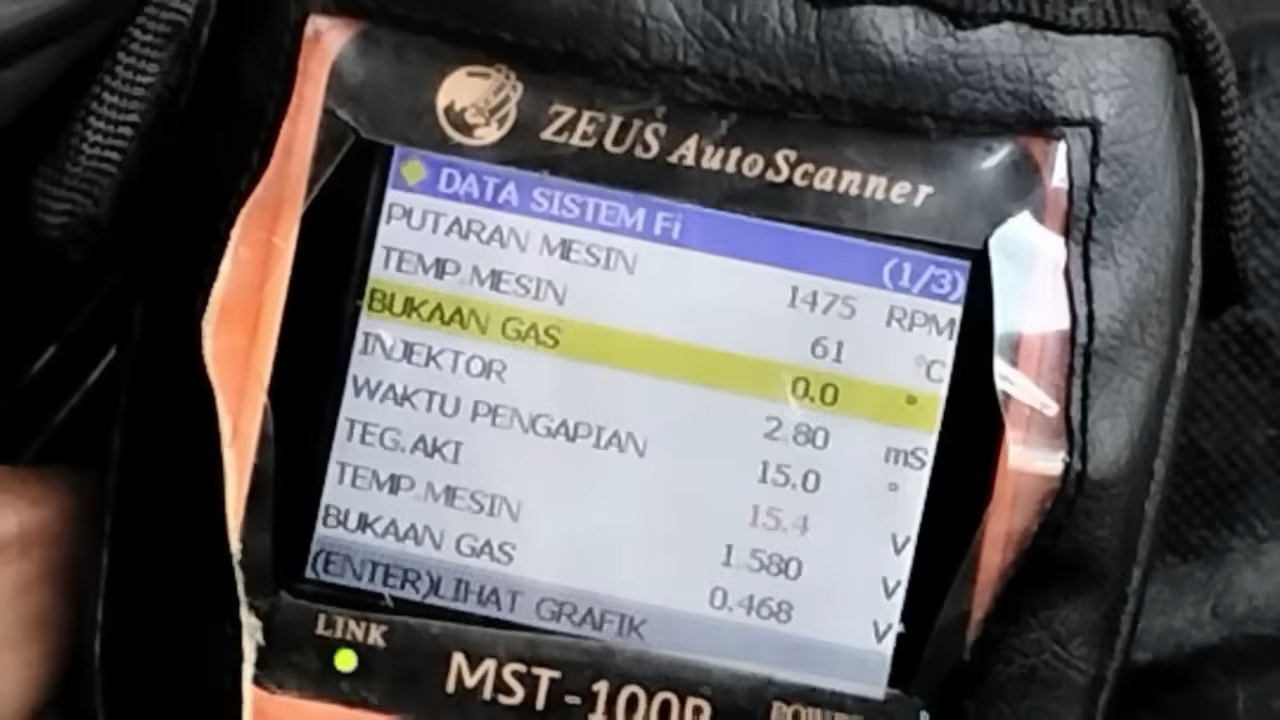 ZEUS AutoScanner
DATA SISTEM Fi (1/3)
PUTARAN MESIN 1475 RPM
TEMP.MESIN 61 °C
BUKAAN GAS 0.0 °
INJEKTOR 2.80 mS
WAKTU PENGAPIAN 15.0 °
TEG.AKI 15.4 V
TEMP.MESIN 1.580 V
BUKAAN GAS 0.468 V
(ENTER)LIHAT GRAFIK
LINK
MST-100P